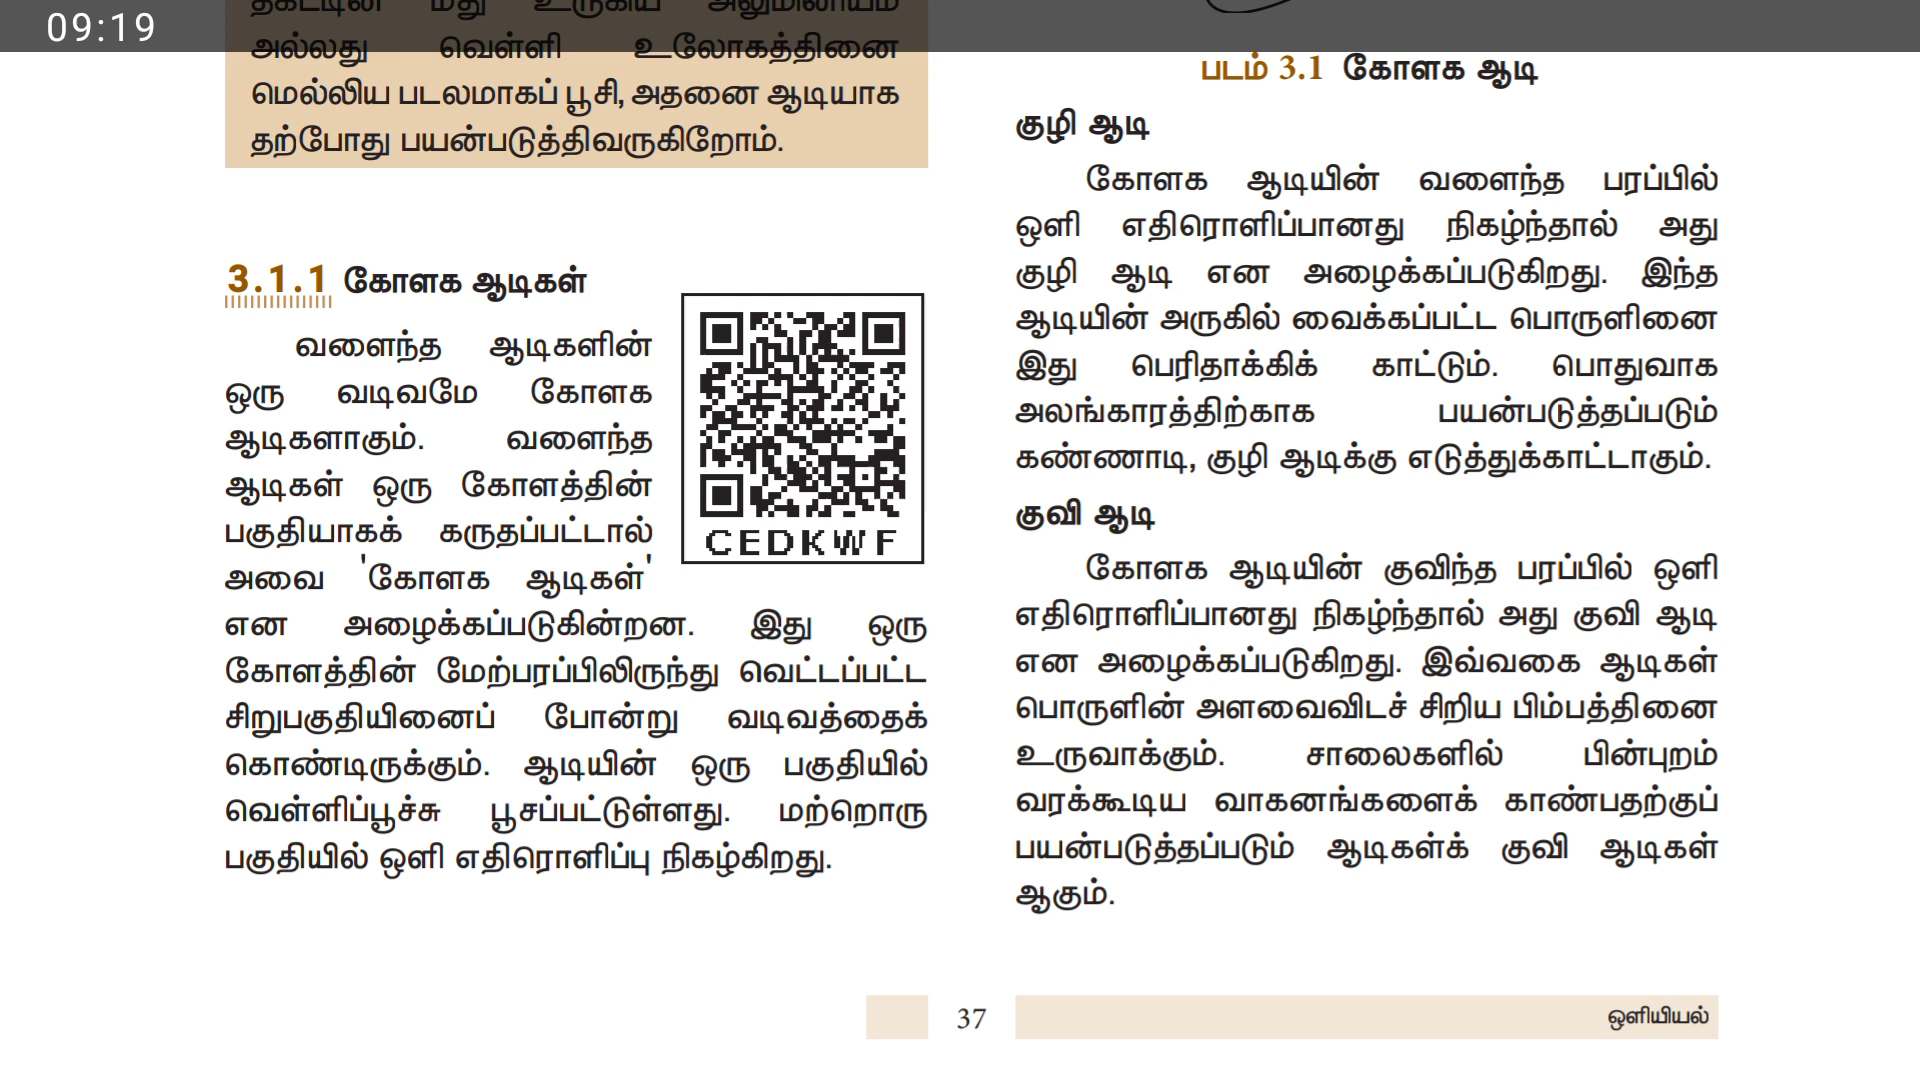 09:19
அல்லது வெள்ளி உலோகத்தினை
மெல்லிய படலமாகப் பூசி, அதனை ஆடியாக
தற்போது பயன்படுத்திவருகிறோம்.
3.1.1 கோளக ஆடிகள்
வளைந்த ஆடிகளின்
ஒரு வடிவமே கோளக
ஆடிகளாகும். வளைந்த
ஆடிகள் ஒரு கோளத்தின்
பகுதியாகக் கருதப்பட்டால்
அவை 'கோளக ஆடிகள்'
என அழைக்கப்படுகின்றன. இது ஒரு
கோளத்தின் மேற்பரப்பிலிருந்து வெட்டப்பட்ட
சிறுபகுதியினைப் போன்று வடிவத்தைக்
கொண்டிருக்கும். ஆடியின் ஒரு பகுதியில்
வெள்ளிப்பூச்சு பூசப்பட்டுள்ளது. மற்றொரு
பகுதியில் ஒளி எதிரொளிப்பு நிகழ்கிறது.
CEDKWF
படம் 3.1 கோளக ஆடி
குழி ஆடி
கோளக ஆடியின் வளைந்த பரப்பில்
ஒளி எதிரொளிப்பானது நிகழ்ந்தால் அது
குழி ஆடி என அழைக்கப்படுகிறது. இந்த
ஆடியின் அருகில் வைக்கப்பட்ட பொருளினை
இது பெரிதாக்கிக் காட்டும். பொதுவாக
அலங்காரத்திற்காக பயன்படுத்தப்படும்
கண்ணாடி, குழி ஆடிக்கு எடுத்துக்காட்டாகும்.
குவி ஆடி
கோளக ஆடியின் குவிந்த பரப்பில் ஒளி
எதிரொளிப்பானது நிகழ்ந்தால் அது குவி ஆடி
என அழைக்கப்படுகிறது. இவ்வகை ஆடிகள்
பொருளின் அளவைவிடச் சிறிய பிம்பத்தினை
உருவாக்கும். சாலைகளில் பின்புறம்
வரக்கூடிய வாகனங்களைக் காண்பதற்குப்
பயன்படுத்தப்படும் ஆடிகள்க் குவி ஆடிகள்
ஆகும்.
37
ஒளியியல்